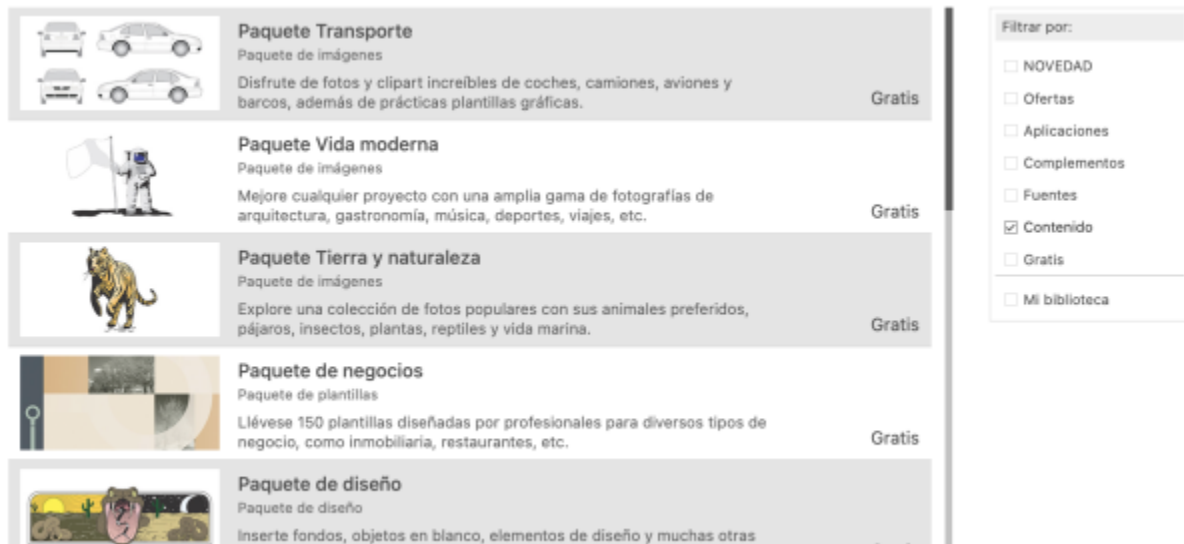 Paquete Transporte
Paquete de imágenes
Disfrute de fotos y clipart increíbles de coches, camiones, aviones y
barcos, además de prácticas plantillas gráficas.
Gratis
Paquete Vida moderna
Paquete de imágenes
Mejore cualquier proyecto con una amplia gama de fotografías de
arquitectura, gastronomía, música, deportes, viajes, etc.
Gratis
Paquete Tierra y naturaleza
Paquete de imágenes
Explore una colección de fotos populares con sus animales preferidos,
pájaros, insectos, plantas, reptiles y vida marina.
Gratis
Paquete de negocios
Paquete de plantillas
Llévese 150 plantillas diseñadas por profesionales para diversos tipos de
negocio, como inmobiliaria, restaurantes, etc.
Gratis
Paquete de diseño
Paquete de diseño
Inserte fondos, objetos en blanco, elementos de diseño y muchas otras
Filtrar por:
NOVEDAD
Ofertas
Aplicaciones
Complementos
Fuentes
Contenido
Gratis
Mi biblioteca